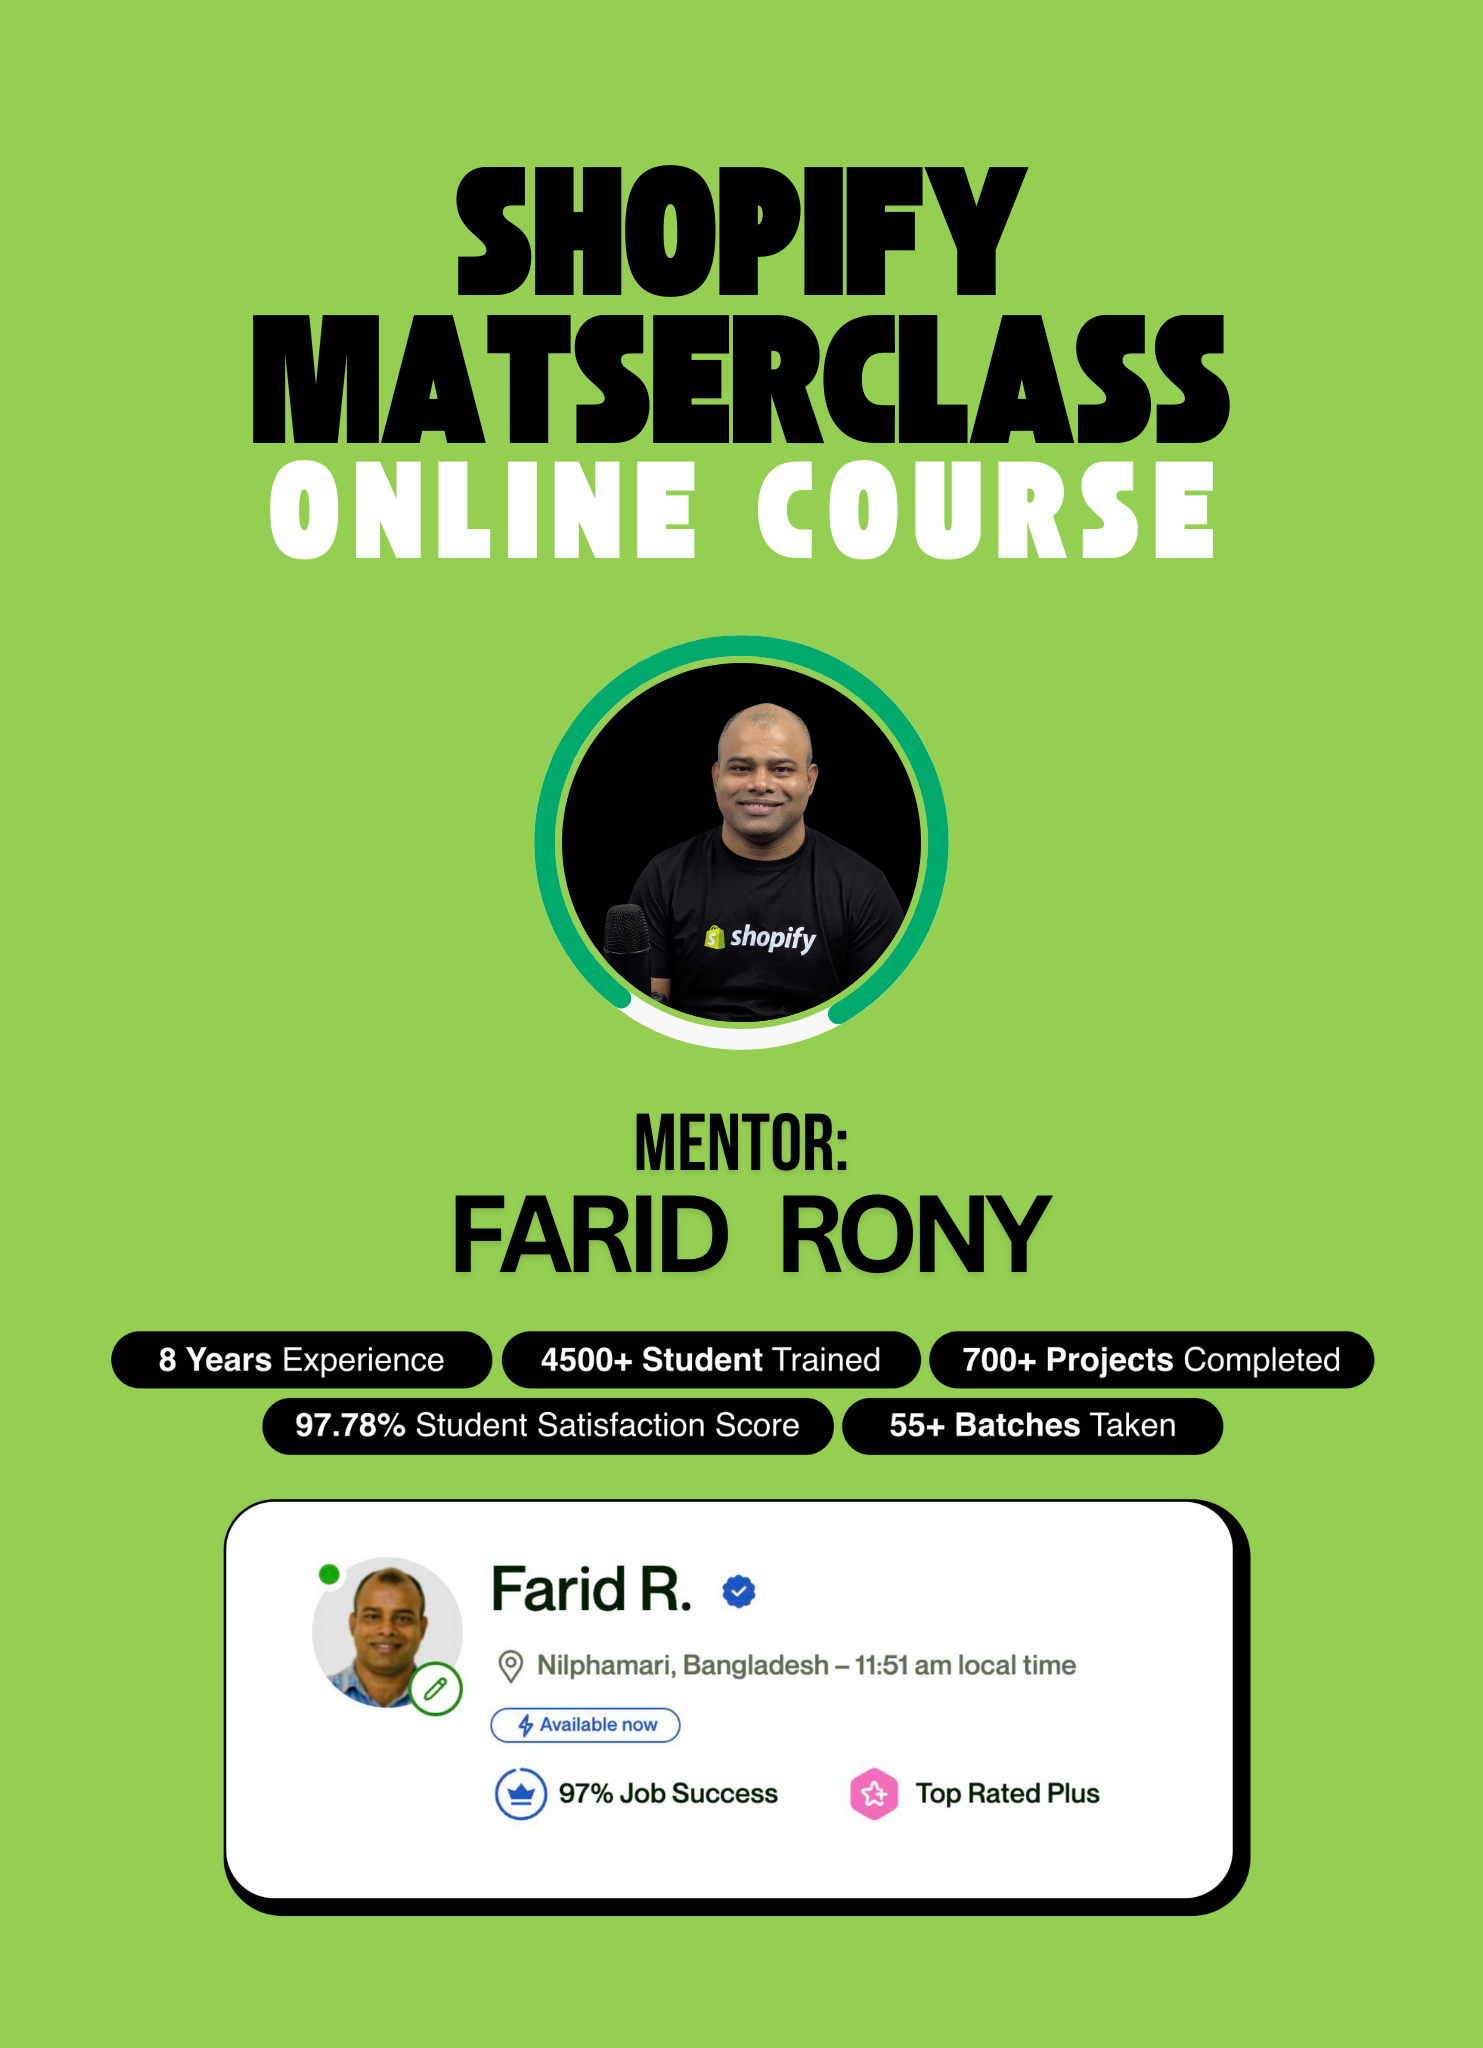 SHOPIFY
MATSERCLASS
ONLINE COURSE
shopify
MENTOR:
FARID RONY
8 Years Experience
4500+ Student Trained
700+ Projects Completed
97.78% Student Satisfaction Score
55+ Batches Taken
Farid R.
Nilphamari, Bangladesh – 11:51 am local time
Available now
97% Job Success
Top Rated Plus